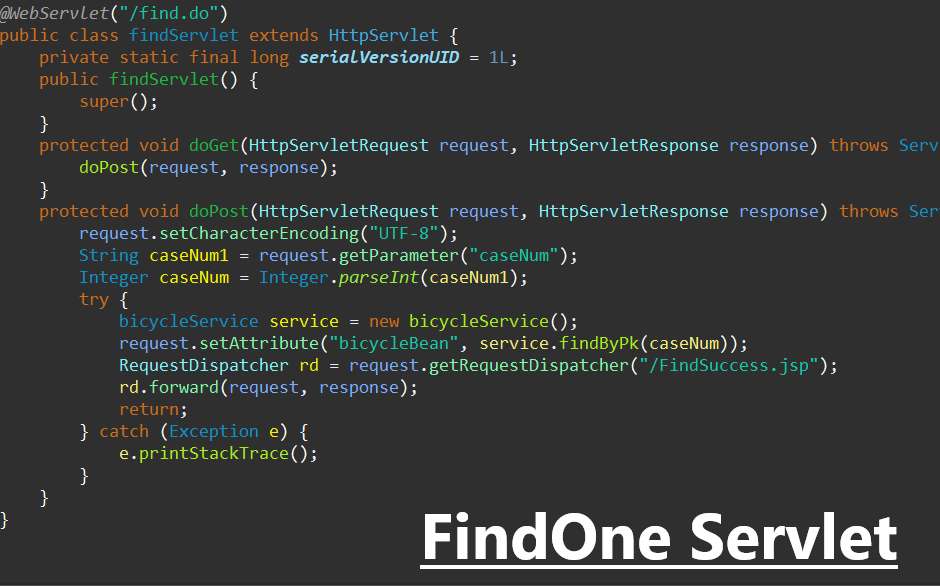 @WebServlet("/find.do")
public class findServlet extends HttpServlet {
    private static final long serialVersionUID = 1L;
    public findServlet() {
        super();
    }
    protected void doGet(HttpServletRequest request, HttpServletResponse response) throws Serv
        doPost(request, response);
    }
    protected void doPost(HttpServletRequest request, HttpServletResponse response) throws Ser
        request.setCharacterEncoding("UTF-8");
        String caseNum1 = request.getParameter("caseNum");
        Integer caseNum = Integer.parseInt(caseNum1);
        try {
            bicycleService service = new bicycleService();
            request.setAttribute("bicycleBean", service.findByPk(caseNum));
            RequestDispatcher rd = request.getRequestDispatcher("/FindSuccess.jsp");
            rd.forward(request, response);
            return;
        } catch (Exception e) {
            e.printStackTrace();
        }
    }
}
FindOne Servlet